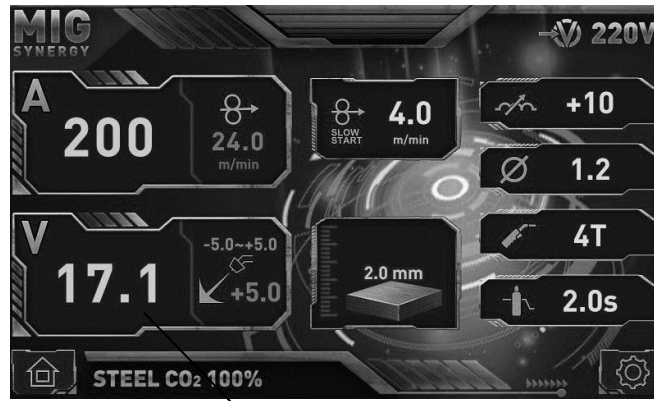 MIG
SYNERGY
220V
A
200
24.0
m/min
SLOW
START
4.0
m/min
+10
1.2
V
17.1
-5.0~+5.0
+5.0
2.0 mm
4T
2.0s
STEEL CO₂ 100%